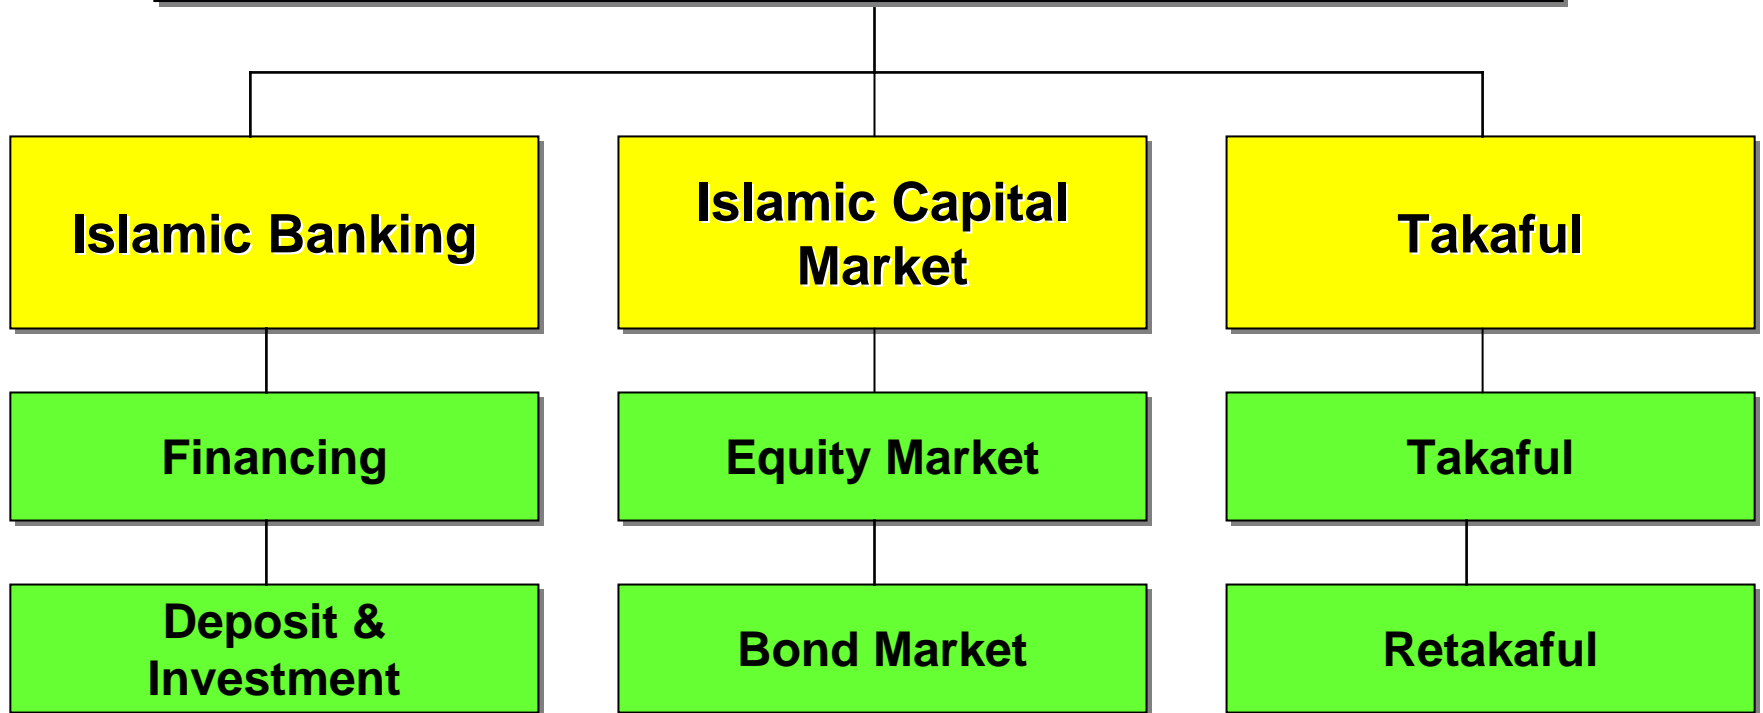 Islamic Banking
Islamic Capital
Market
Takaful
Financing
Equity Market
Takaful
Deposit &
Investment
Bond Market
Retakaful